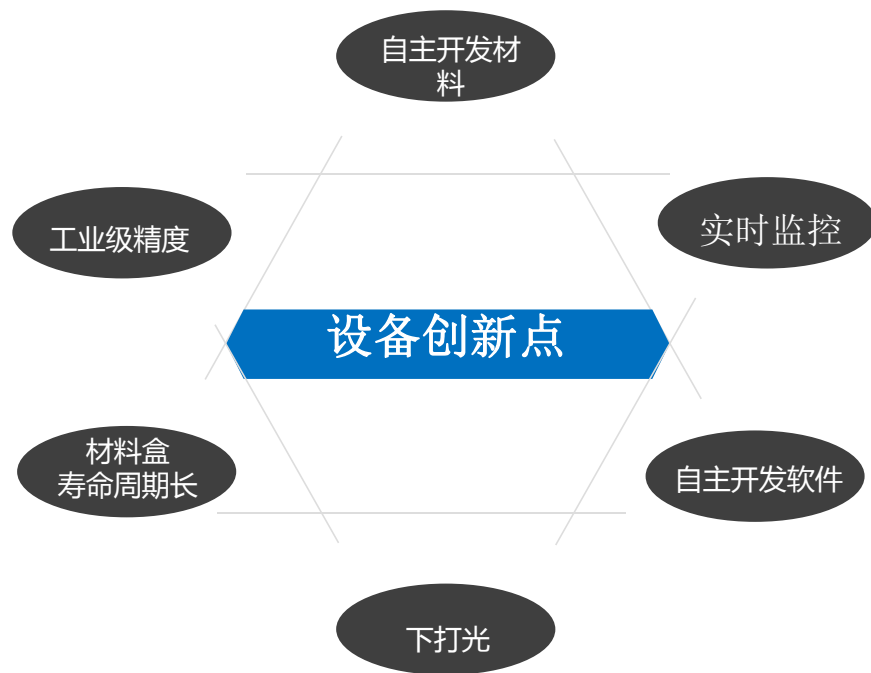 自主开发材
料
工业级精度
实时监控
设备创新点
材料盒
寿命周期长
自主开发软件
下打光